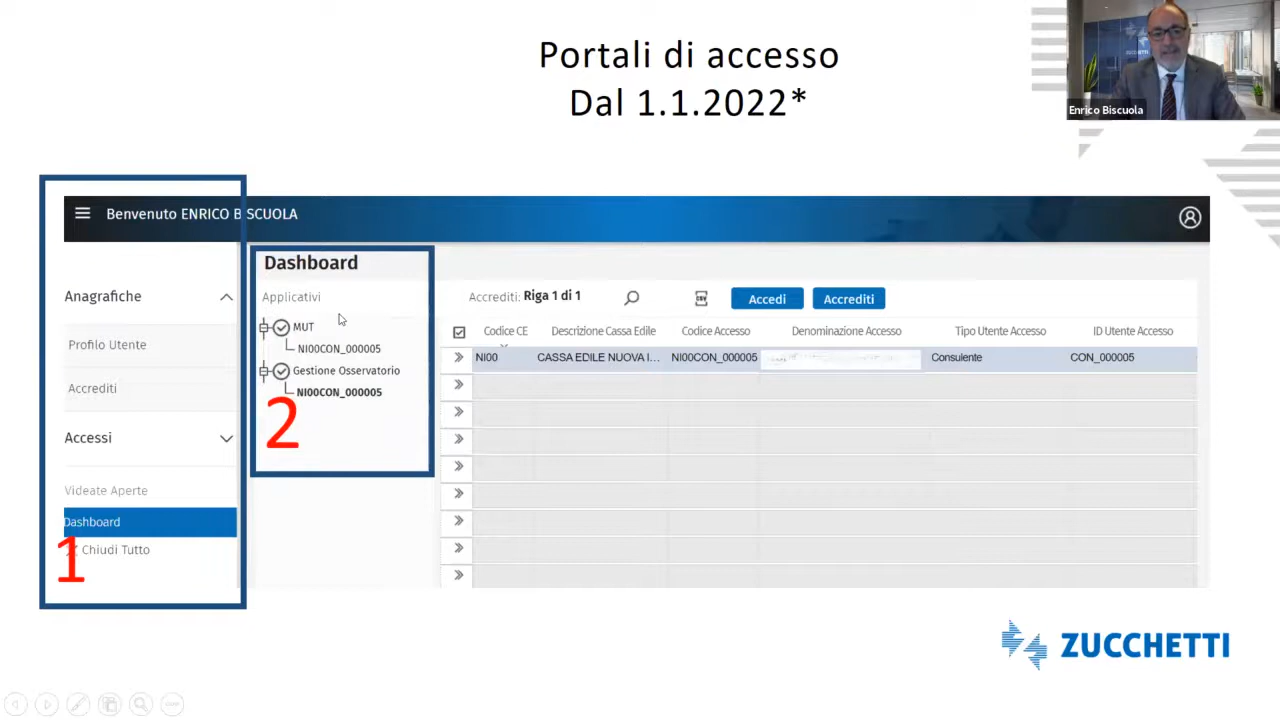 Portali di accesso
Dal 1.1.2022*
Enrico Biscuola
Benvenuto ENRICO BISCUOLA
Anagrafiche
Profilo Utente
Accrediti
Accessi
Videate Aperte
Dashboard
Chiudi Tutto
1
Dashboard
Applicativi
MUT
NI00CON_000005
Gestione Osservatorio
NI00CON_000005
2
Accrediti: Riga 1 di 1
CSV
Accedi
Accrediti
Codice CE Descrizione Cassa Edile Codice Accesso Denominazione Accesso Tipo Utente Accesso ID Utente Accesso
NI00 CASSA EDILE NUOVA I... NI00CON_000005 Consulente CON_000005
ZUCCHETTI